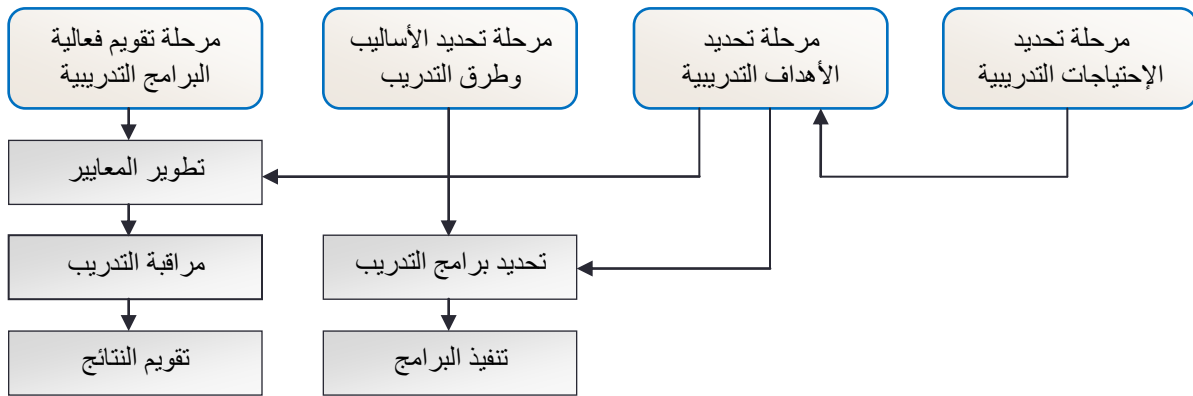 مرحلة تحديد
الإحتياجات التدريبية
مرحلة تحديد
الأهداف التدريبية
مرحلة تحديد الأساليب
وطرق التدريب
مرحلة تقويم فعالية
البرامج التدريبية
تطوير المعايير
تحديد برامج التدريب
مراقبة التدريب
تنفيذ البرامج
تقويم النتائج